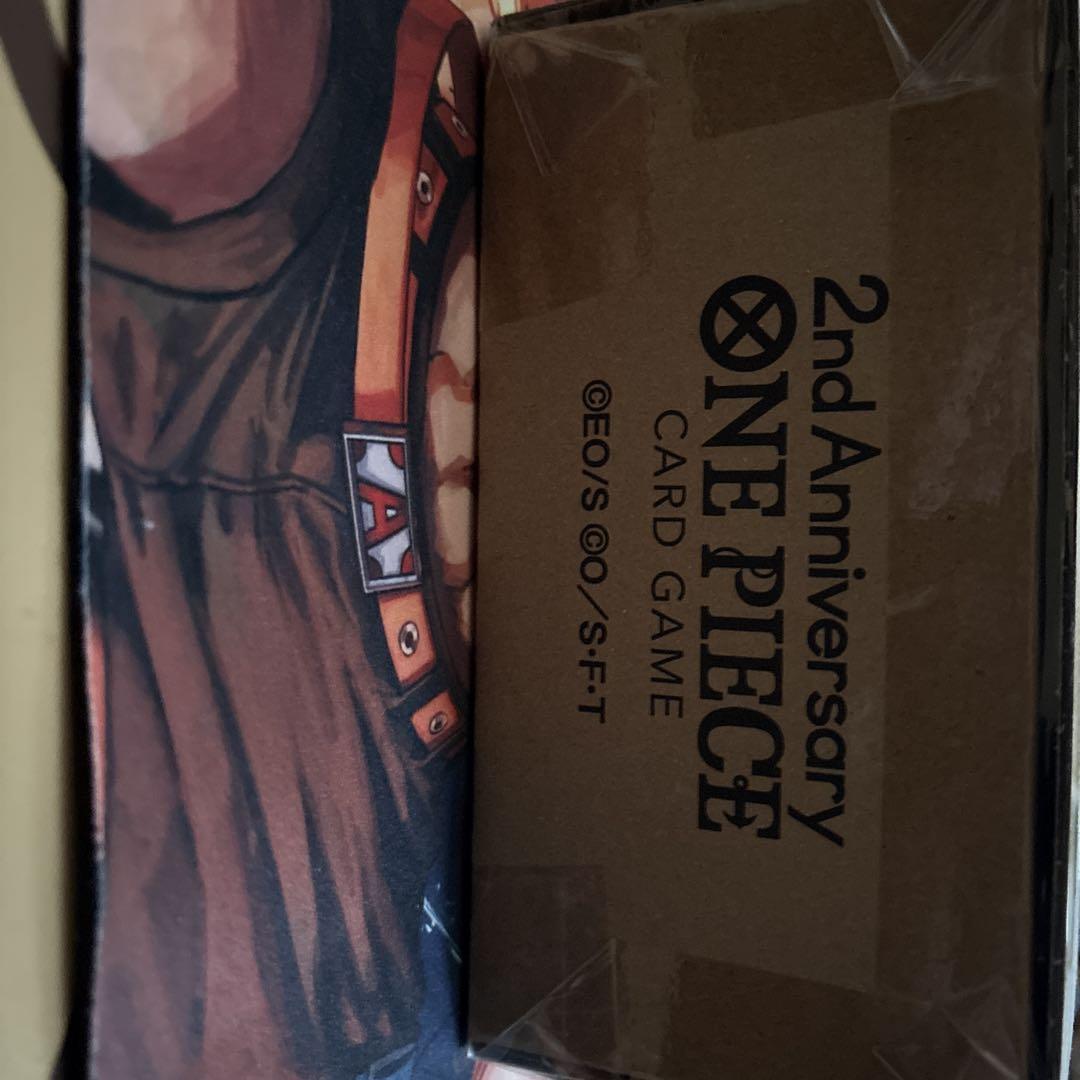 2nd Anniversary
ONE PIECE
CARD GAME
©EO/S ©O/S・F・T
A